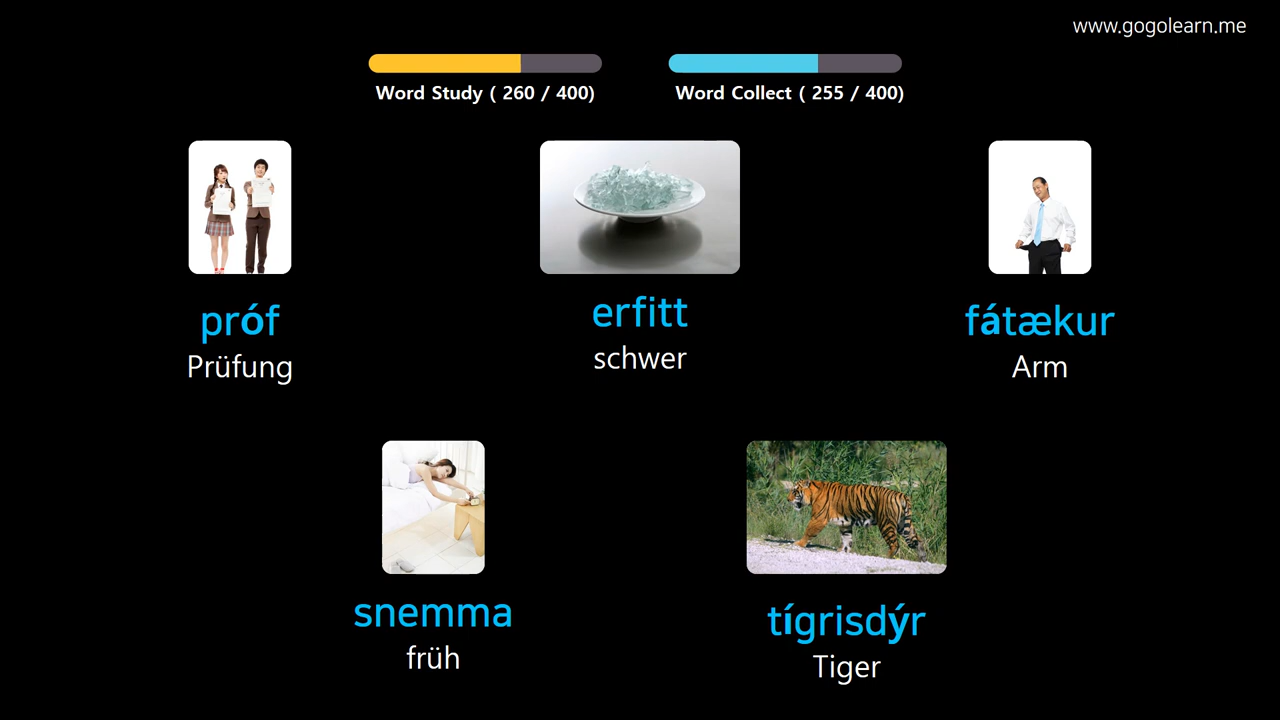 www.gogolearn.me
Word Study ( 260 / 400)
Word Collect ( 255 / 400)
próf
Prüfung
erfitt
schwer
fátækur
Arm
snemma
früh
tígrisdýr
Tiger